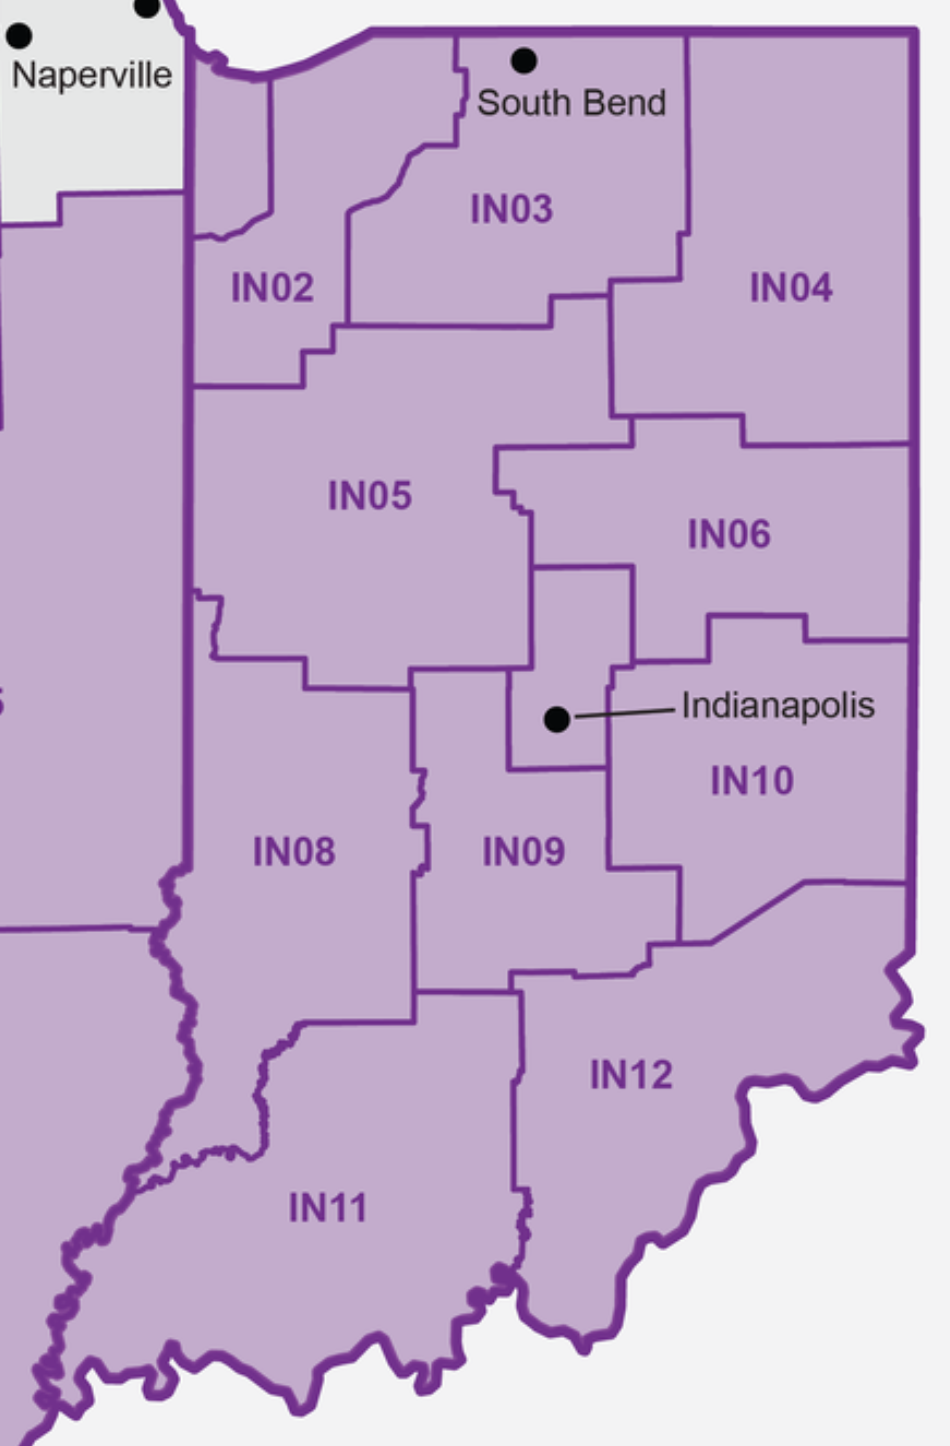 Naperville
South Bend
IN03
IN02
IN04
IN05
IN06
Indianapolis
IN10
IN08
IN09
IN12
IN11